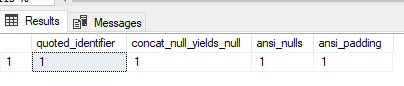 Results Messages
quoted_identifier concat_null_yields_null ansi_nulls ansi_padding
1 1 1 1 1